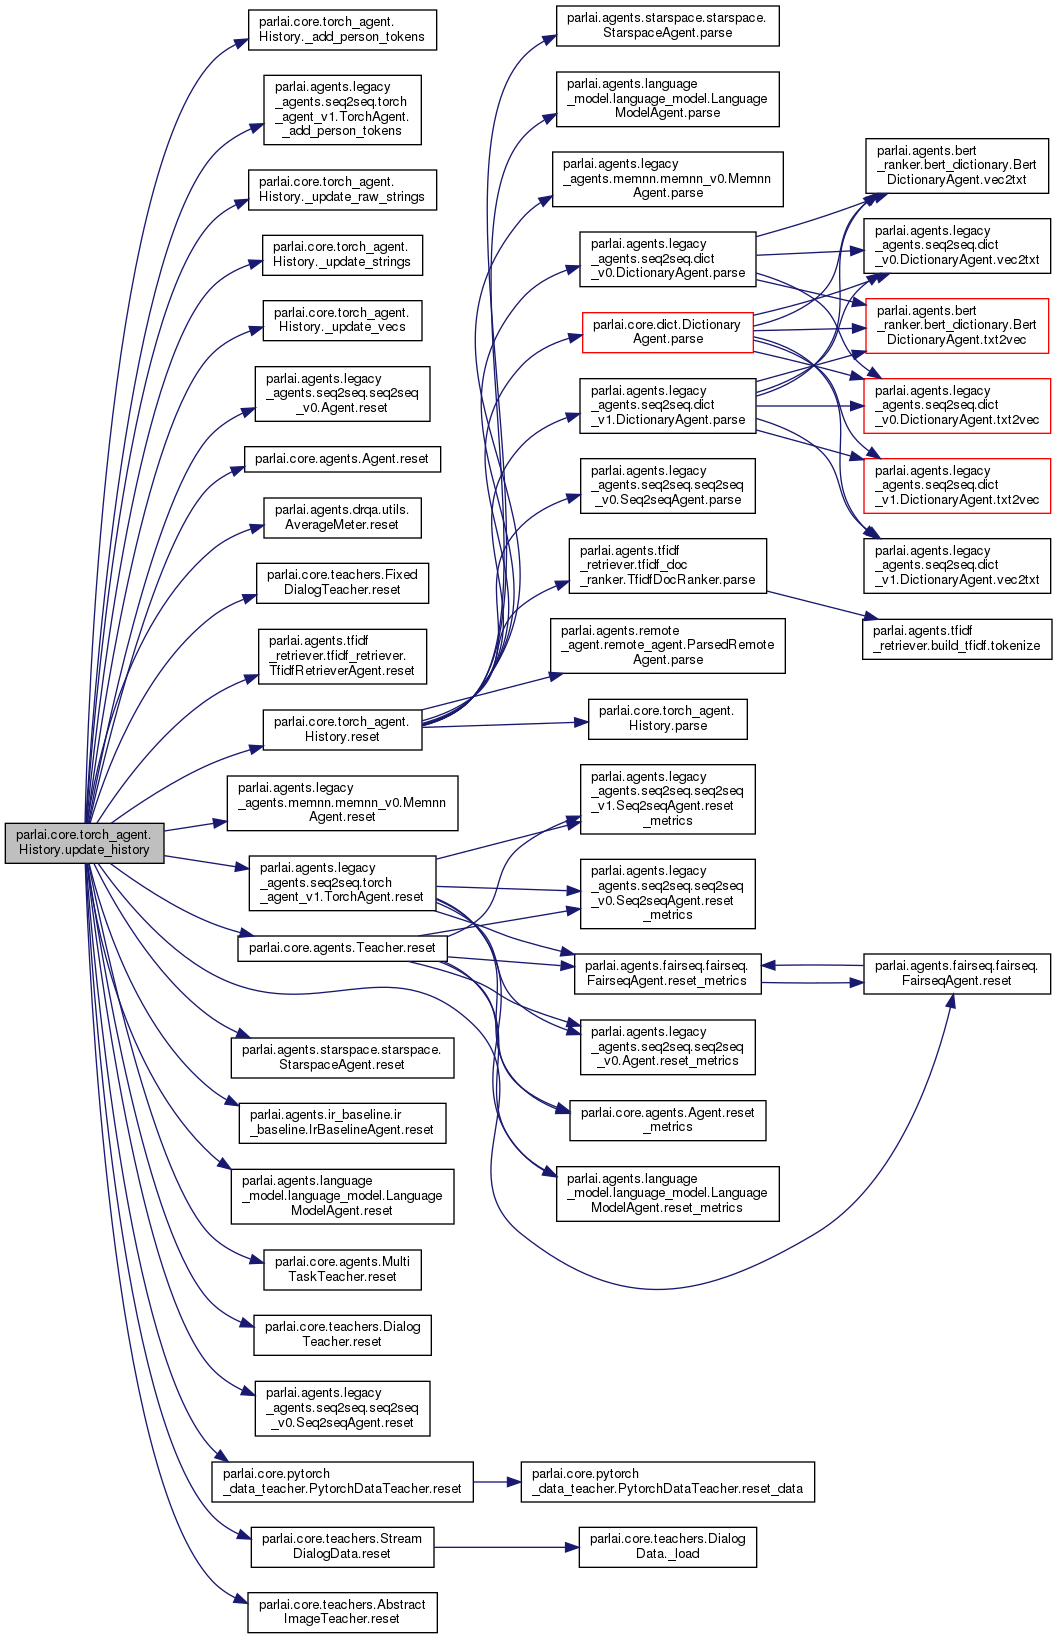 parlai.core.torch_agent.
History.update_history
parlai.core.torch_agent.
History._add_person_tokens
parlai.agents.legacy
_agents.seq2seq.torch
_agent_v1.TorchAgent.
_add_person_tokens
parlai.core.torch_agent.
History._update_raw_strings
parlai.core.torch_agent.
History._update_strings
parlai.core.torch_agent.
History._update_vecs
parlai.agents.legacy
_agents.seq2seq.seq2seq
_v0.Agent.reset
parlai.core.agents.Agent.reset
parlai.agents.drqa.utils.
AverageMeter.reset
parlai.core.teachers.Fixed
DialogTeacher.reset
parlai.agents.tfidf
_retriever.tfidf_retriever.
TfidfRetrieverAgent.reset
parlai.core.torch_agent.
History.reset
parlai.agents.legacy
_agents.memnn.memnn_v0.Memnn
Agent.reset
parlai.agents.legacy
_agents.seq2seq.torch
_agent_v1.TorchAgent.reset
parlai.core.agents.Teacher.reset
parlai.agents.starspace.starspace.
StarspaceAgent.reset
parlai.agents.ir_baseline.ir
_baseline.IrBaselineAgent.reset
parlai.agents.language
_model.language_model.Language
ModelAgent.reset
parlai.core.agents.Multi
TaskTeacher.reset
parlai.core.teachers.Dialog
Teacher.reset
parlai.agents.legacy
_agents.seq2seq.seq2seq
_v0.Seq2seqAgent.reset
parlai.core.pytorch
_data_teacher.PytorchDataTeacher.reset
parlai.core.teachers.Stream
DialogData.reset
parlai.core.teachers.Abstract
ImageTeacher.reset
parlai.agents.starspace.starspace.
StarspaceAgent.parse
parlai.agents.language
_model.language_model.Language
ModelAgent.parse
parlai.agents.legacy
_agents.memnn.memnn_v0.Memnn
Agent.parse
parlai.agents.legacy
_agents.seq2seq.dict
_v0.DictionaryAgent.parse
parlai.core.dict.Dictionary
Agent.parse
parlai.agents.legacy
_agents.seq2seq.dict
_v1.DictionaryAgent.parse
parlai.agents.legacy
_agents.seq2seq.seq2seq
_v0.Seq2seqAgent.parse
parlai.agents.tfidf
_retriever.tfidf_doc
_ranker.TfidfDocRanker.parse
parlai.agents.remote
_agent.remote_agent.ParsedRemote
Agent.parse
parlai.core.torch_agent.
History.parse
parlai.agents.legacy
_agents.seq2seq.seq2seq
_v1.Seq2seqAgent.reset
_metrics
parlai.agents.legacy
_agents.seq2seq.seq2seq
_v0.Seq2seqAgent.reset
_metrics
parlai.agents.fairseq.fairseq.
FairseqAgent.reset_metrics
parlai.agents.legacy
_agents.seq2seq.seq2seq
_v0.Agent.reset_metrics
parlai.core.agents.Agent.reset
_metrics
parlai.agents.language
_model.language_model.Language
ModelAgent.reset_metrics
parlai.core.pytorch
_data_teacher.PytorchDataTeacher.reset_data
parlai.core.teachers.Dialog
Data._load
parlai.agents.bert
_ranker.bert_dictionary.Bert
DictionaryAgent.vec2txt
parlai.agents.legacy
_agents.seq2seq.dict
_v0.DictionaryAgent.vec2txt
parlai.agents.bert
_ranker.bert_dictionary.Bert
DictionaryAgent.txt2vec
parlai.agents.legacy
_agents.seq2seq.dict
_v0.DictionaryAgent.txt2vec
parlai.agents.legacy
_agents.seq2seq.dict
_v1.DictionaryAgent.txt2vec
parlai.agents.legacy
_agents.seq2seq.dict
_v1.DictionaryAgent.vec2txt
parlai.agents.tfidf
_retriever.build_tfidf.tokenize
parlai.agents.fairseq.fairseq.
FairseqAgent.reset